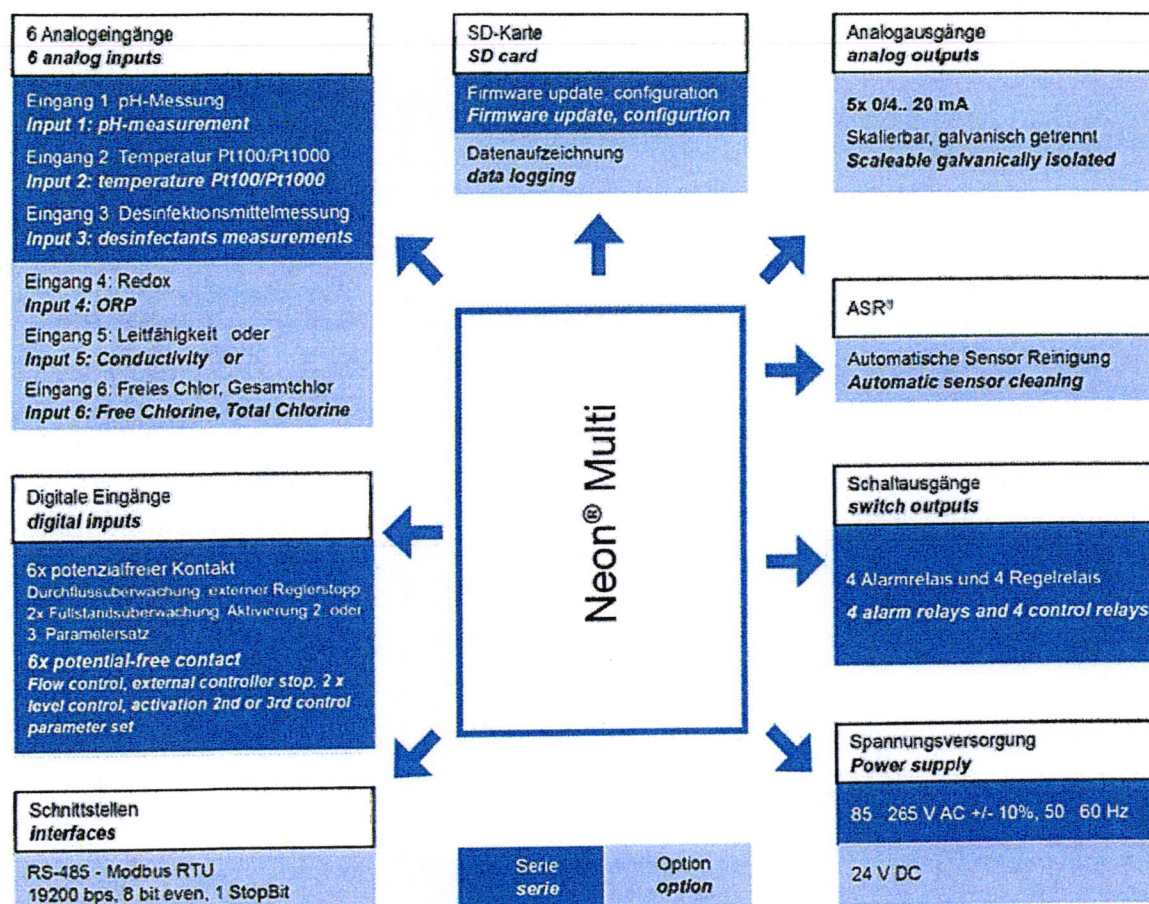 6 Analogeingänge
6 analog inputs
Eingang 1 pH-Messung
Input 1: pH-measurement
Eingang 2 Temperatur Pt100/Pt1000
Input 2: temperature Pt100/Pt1000
Eingang 3 Desinfektionsmittelmessung
Input 3: desinfectants measurements
Eingang 4: Redox
Input 4: ORP
Eingang 5: Leitfähigkeit oder
Input 5: Conductivity or
Eingang 6: Freies Chlor, Gesamtchlor
Input 6: Free Chlorine, Total Chlorine
SD-Karte
SD card
Firmware update, configuration
Firmware update, configurtion
Datenaufzeichnung
data logging
Analogausgänge
analog outputs
5x 0/4.. 20 mA
Skalierbar, galvanisch getrennt
Scaleable galvanically isolated
ASR®
Automatische Sensor Reinigung
Automatic sensor cleaning
Neon® Multi
Digitale Eingänge
digital inputs
6x potenzialfreier Kontakt
Durchflussüberwachung, externer Reglerstopp
2x Füllstandsüberwachung, Aktivierung 2 oder
3. Parametersatz
6x potential-free contact
Flow control, external controller stop, 2 x
level control, activation 2nd or 3rd control
parameter set
Schaltausgänge
switch outputs
4 Alarmrelais und 4 Regelrelais
4 alarm relays and 4 control relays
Schnittstellen
interfaces
RS-485 - Modbus RTU
19200 bps, 8 bit even, 1 StopBit
Serie
serie
Option
option
Spannungsversorgung
Power supply
85 265 V AC +/- 10%, 50 60 Hz
24 V DC